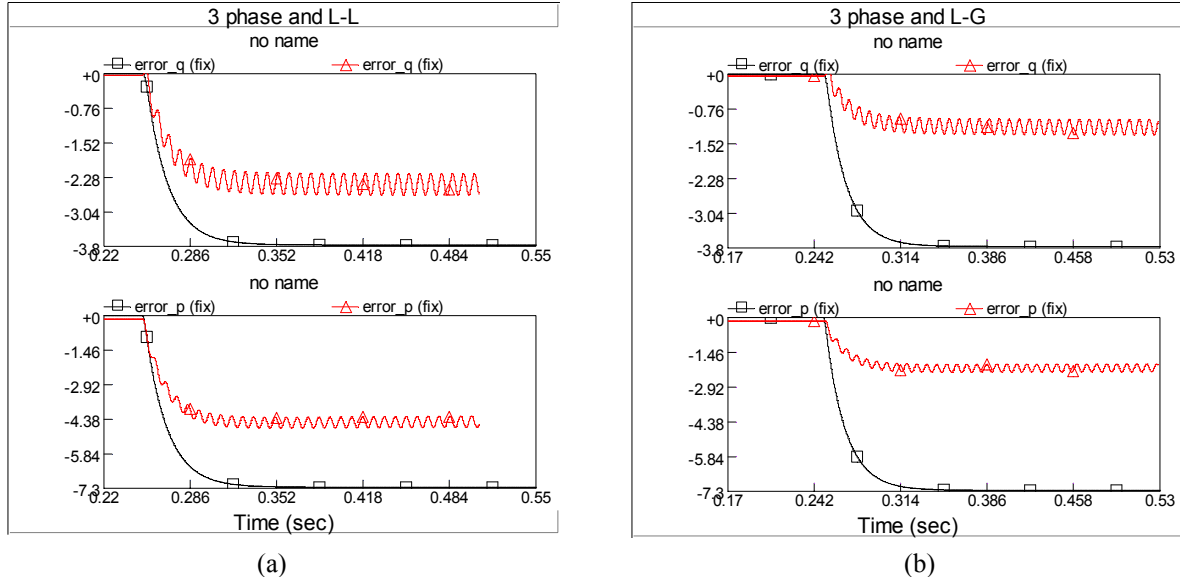 3 phase and L-L
no name
error_q (fix) error_q (fix)
+0
-0.76
-1.52
-2.28
-3.04
-3.8
0.22 0.286 0.352 0.418 0.484 0.55
no name
error_p (fix) error_p (fix)
+0
-1.46
-2.92
-4.38
-5.84
-7.3
0.22 0.286 0.352 0.418 0.484 0.55
Time (sec)
(a)
3 phase and L-G
no name
error_q (fix) error_q (fix)
+0
-0.76
-1.52
-2.28
-3.04
-3.8
0.17 0.242 0.314 0.386 0.458 0.53
no name
error_p (fix) error_p (fix)
+0
-1.46
-2.92
-4.38
-5.84
-7.3
0.17 0.242 0.314 0.386 0.458 0.53
Time (sec)
(b)